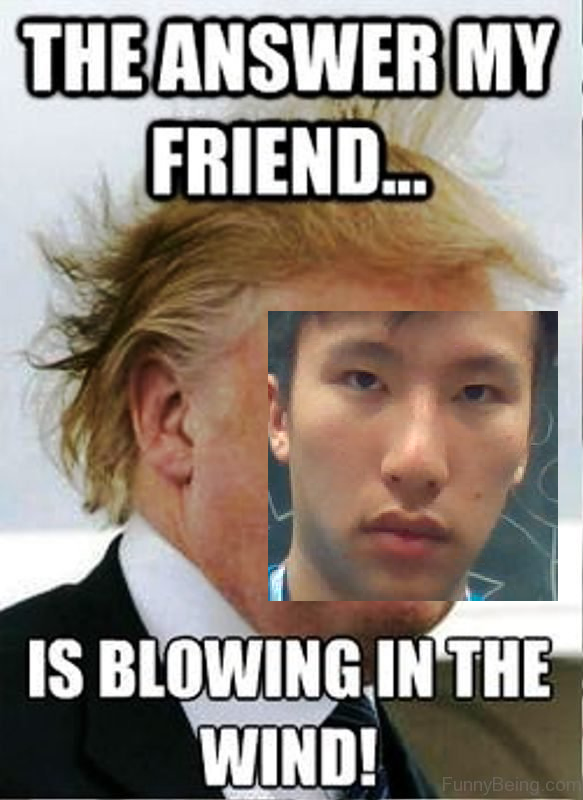 THE ANSWER MY
FRIEND...
IS BLOWING IN THE
WIND!
FunnyBeing.com